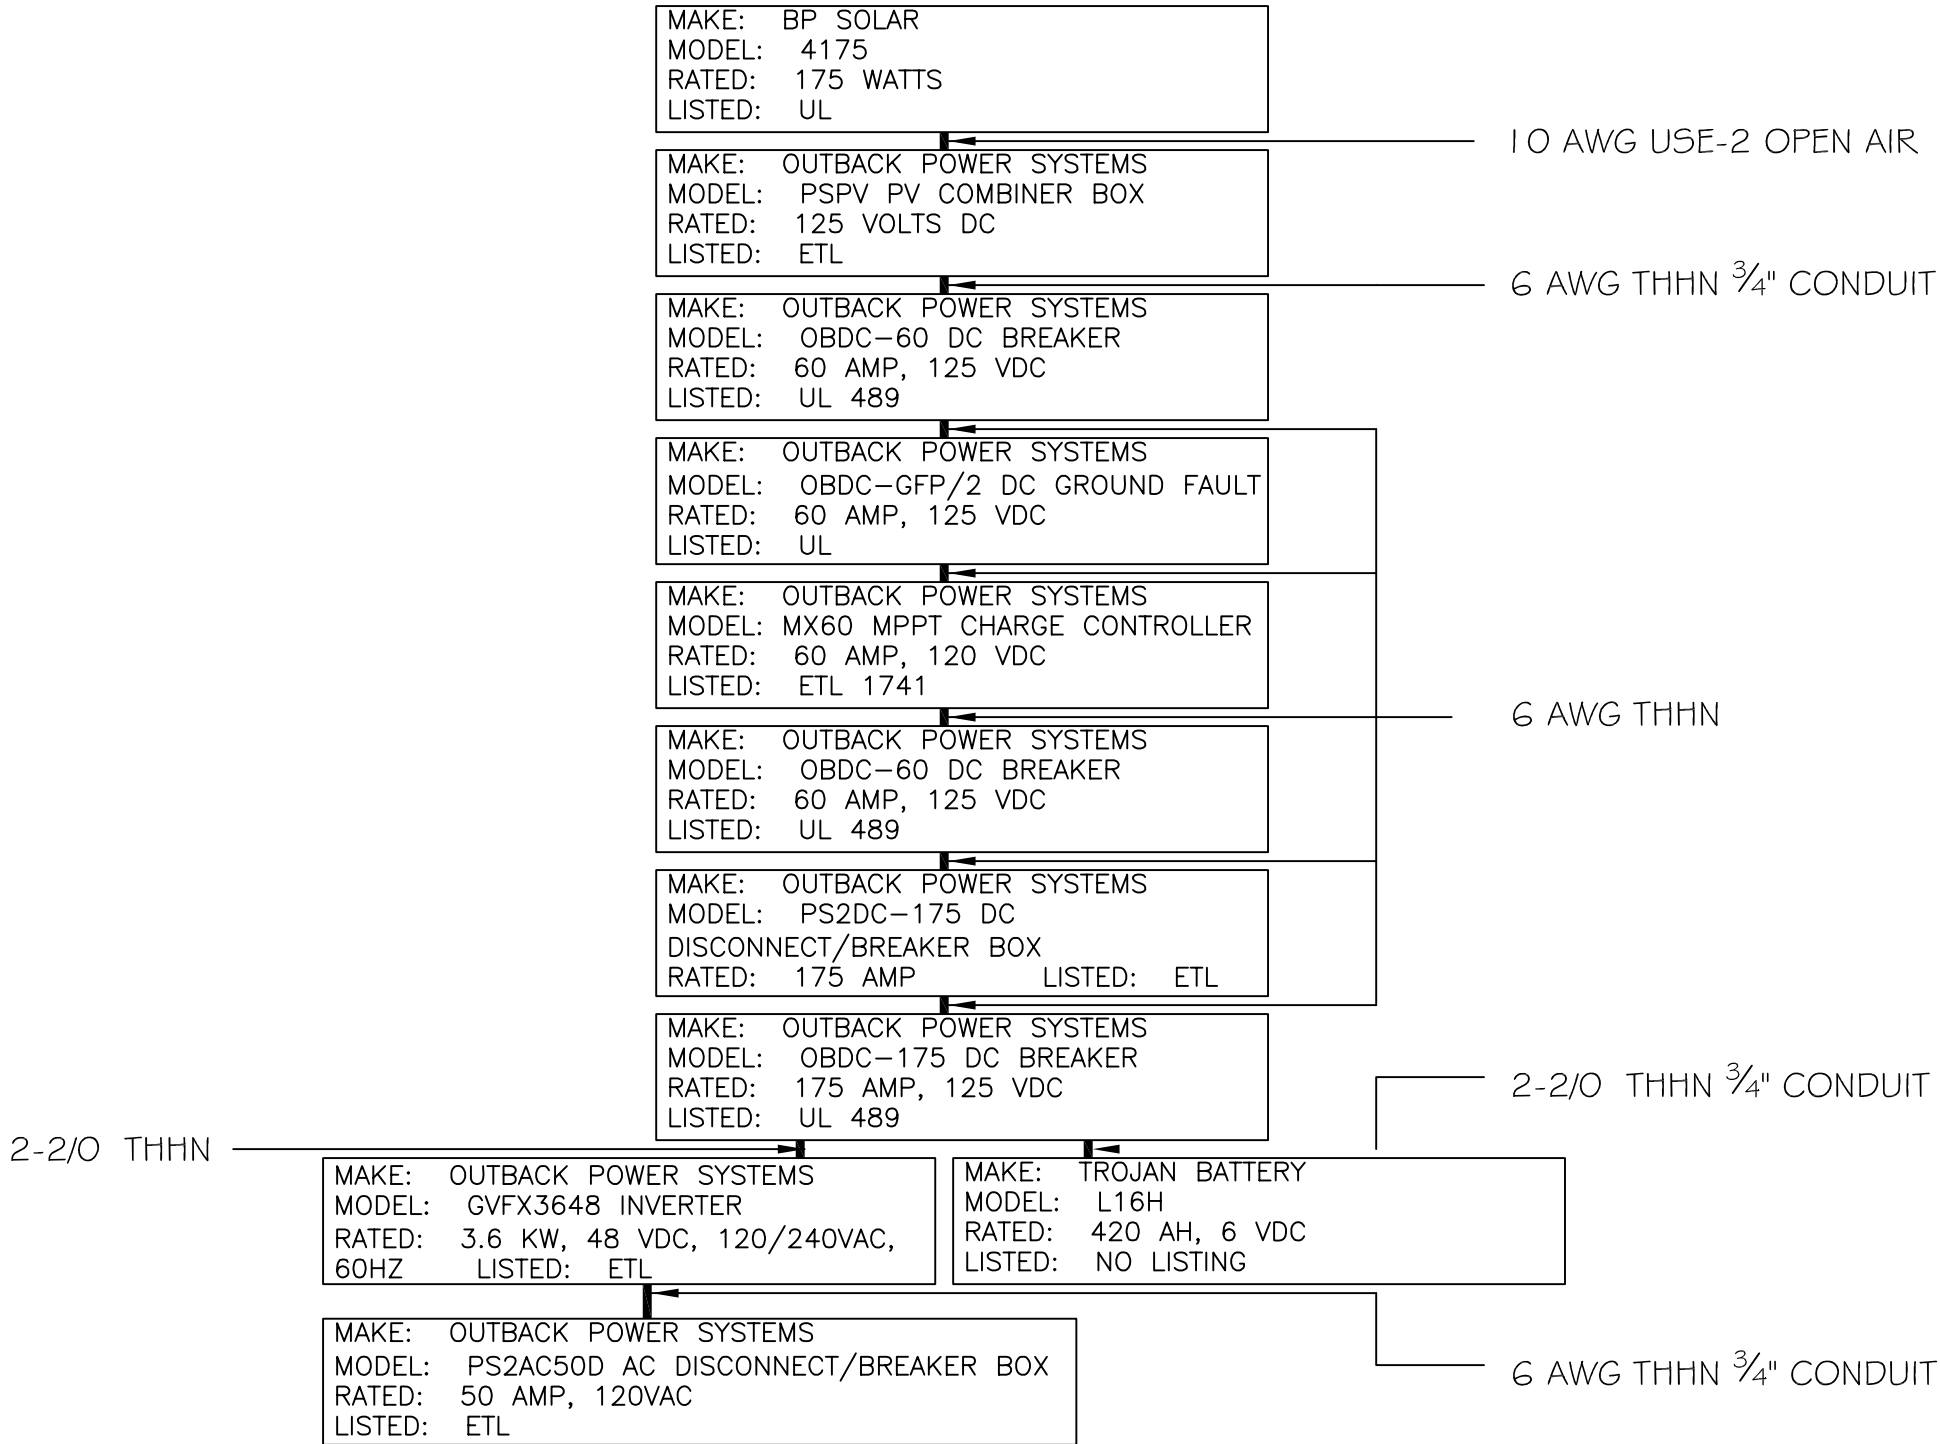 MAKE: BP SOLAR
MODEL: 4175
RATED: 175 WATTS
LISTED: UL
10 AWG USE-2 OPEN AIR
MAKE: OUTBACK POWER SYSTEMS
MODEL: PSPV PV COMBINER BOX
RATED: 125 VOLTS DC
LISTED: ETL
6 AWG THHN 3/4" CONDUIT
MAKE: OUTBACK POWER SYSTEMS
MODEL: OBDC-60 DC BREAKER
RATED: 60 AMP, 125 VDC
LISTED: UL 489
MAKE: OUTBACK POWER SYSTEMS
MODEL: OBDC-GFP/2 DC GROUND FAULT
RATED: 60 AMP, 125 VDC
LISTED: UL
MAKE: OUTBACK POWER SYSTEMS
MODEL: MX60 MPPT CHARGE CONTROLLER
RATED: 60 AMP, 120 VDC
LISTED: ETL 1741
6 AWG THHN
MAKE: OUTBACK POWER SYSTEMS
MODEL: OBDC-60 DC BREAKER
RATED: 60 AMP, 125 VDC
LISTED: UL 489
MAKE: OUTBACK POWER SYSTEMS
MODEL: PS2DC-175 DC
DISCONNECT/BREAKER BOX
RATED: 175 AMP LISTED: ETL
MAKE: OUTBACK POWER SYSTEMS
MODEL: OBDC-175 DC BREAKER
RATED: 175 AMP, 125 VDC
LISTED: UL 489
2-2/0 THHN 3/4" CONDUIT
2-2/0 THHN
MAKE: OUTBACK POWER SYSTEMS
MODEL: GVFX3648 INVERTER
RATED: 3.6 KW, 48 VDC, 120/240VAC,
60HZ LISTED: ETL
MAKE: TROJAN BATTERY
MODEL: L16H
RATED: 420 AH, 6 VDC
LISTED: NO LISTING
MAKE: OUTBACK POWER SYSTEMS
MODEL: PS2AC50D AC DISCONNECT/BREAKER BOX
RATED: 50 AMP, 120VAC
LISTED: ETL
6 AWG THHN 3/4" CONDUIT